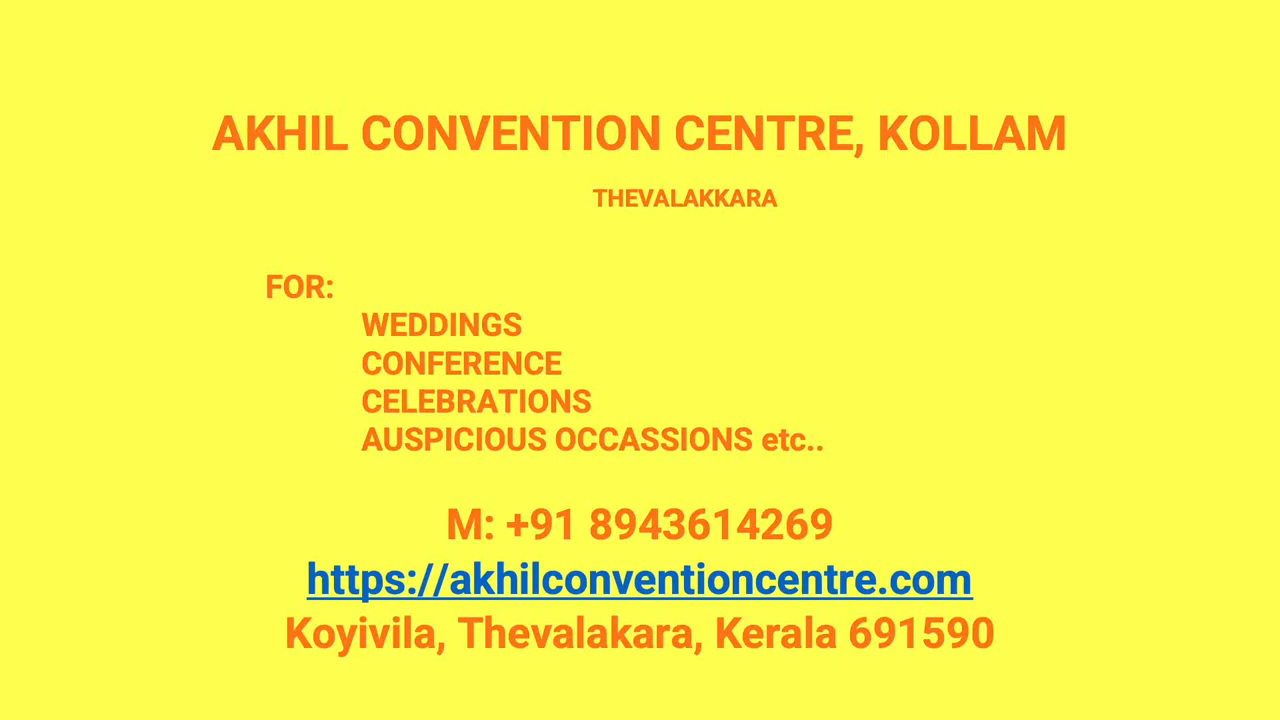 AKHIL CONVENTION CENTRE, KOLLAM
THEVALAKKARA
FOR:
WEDDINGS
CONFERENCE
CELEBRATIONS
AUSPICIOUS OCCASSIONS etc..
M: +91 8943614269
https://akhilconventioncentre.com
Koyivila, Thevalakara, Kerala 691590